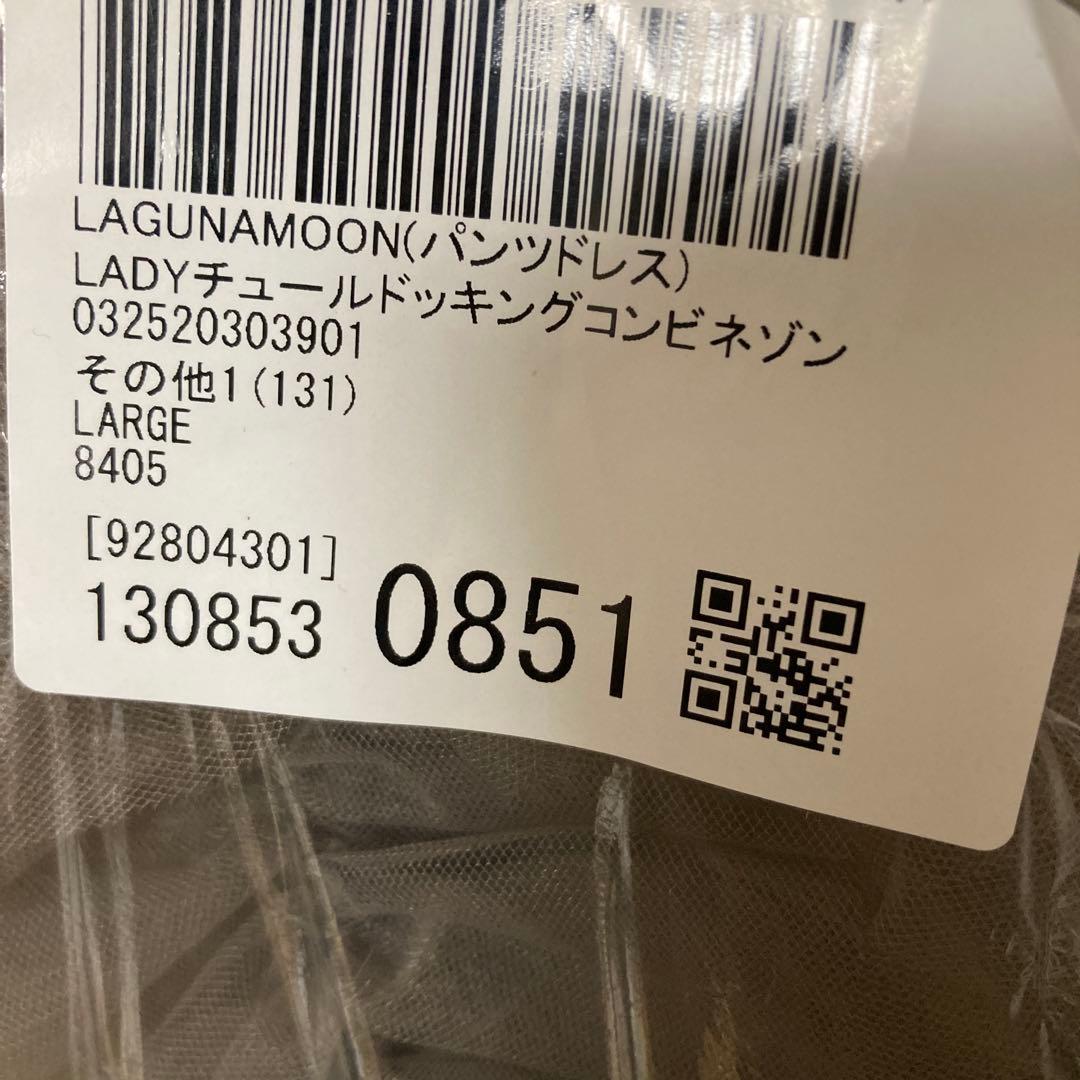 LAGUNAMOON(パンツドレス)
LADYチュールドッキングコンビネゾン
032520303901
その他1(131)
LARGE
8405
[92804301]
130853 0851